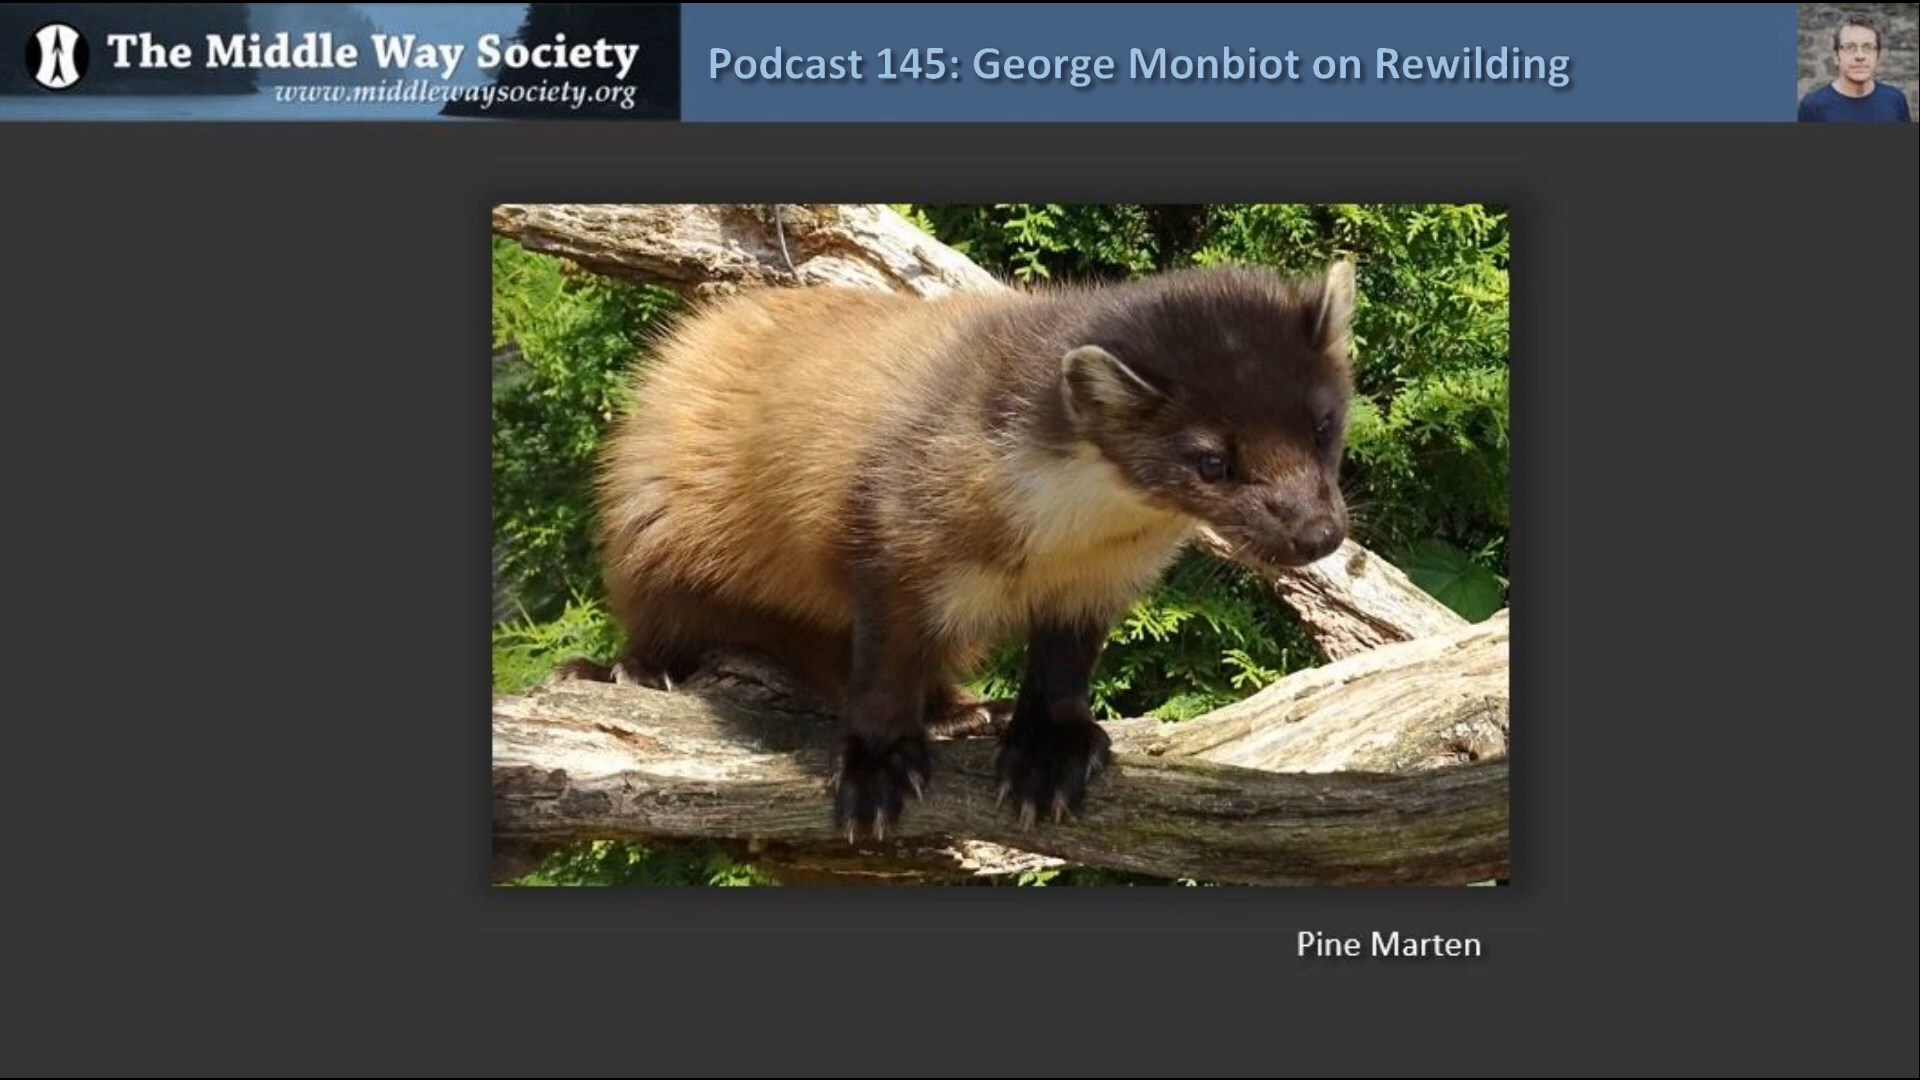 The Middle Way Society
www.middlewaysociety.org
Podcast 145: George Monbiot on Rewilding
Pine Marten